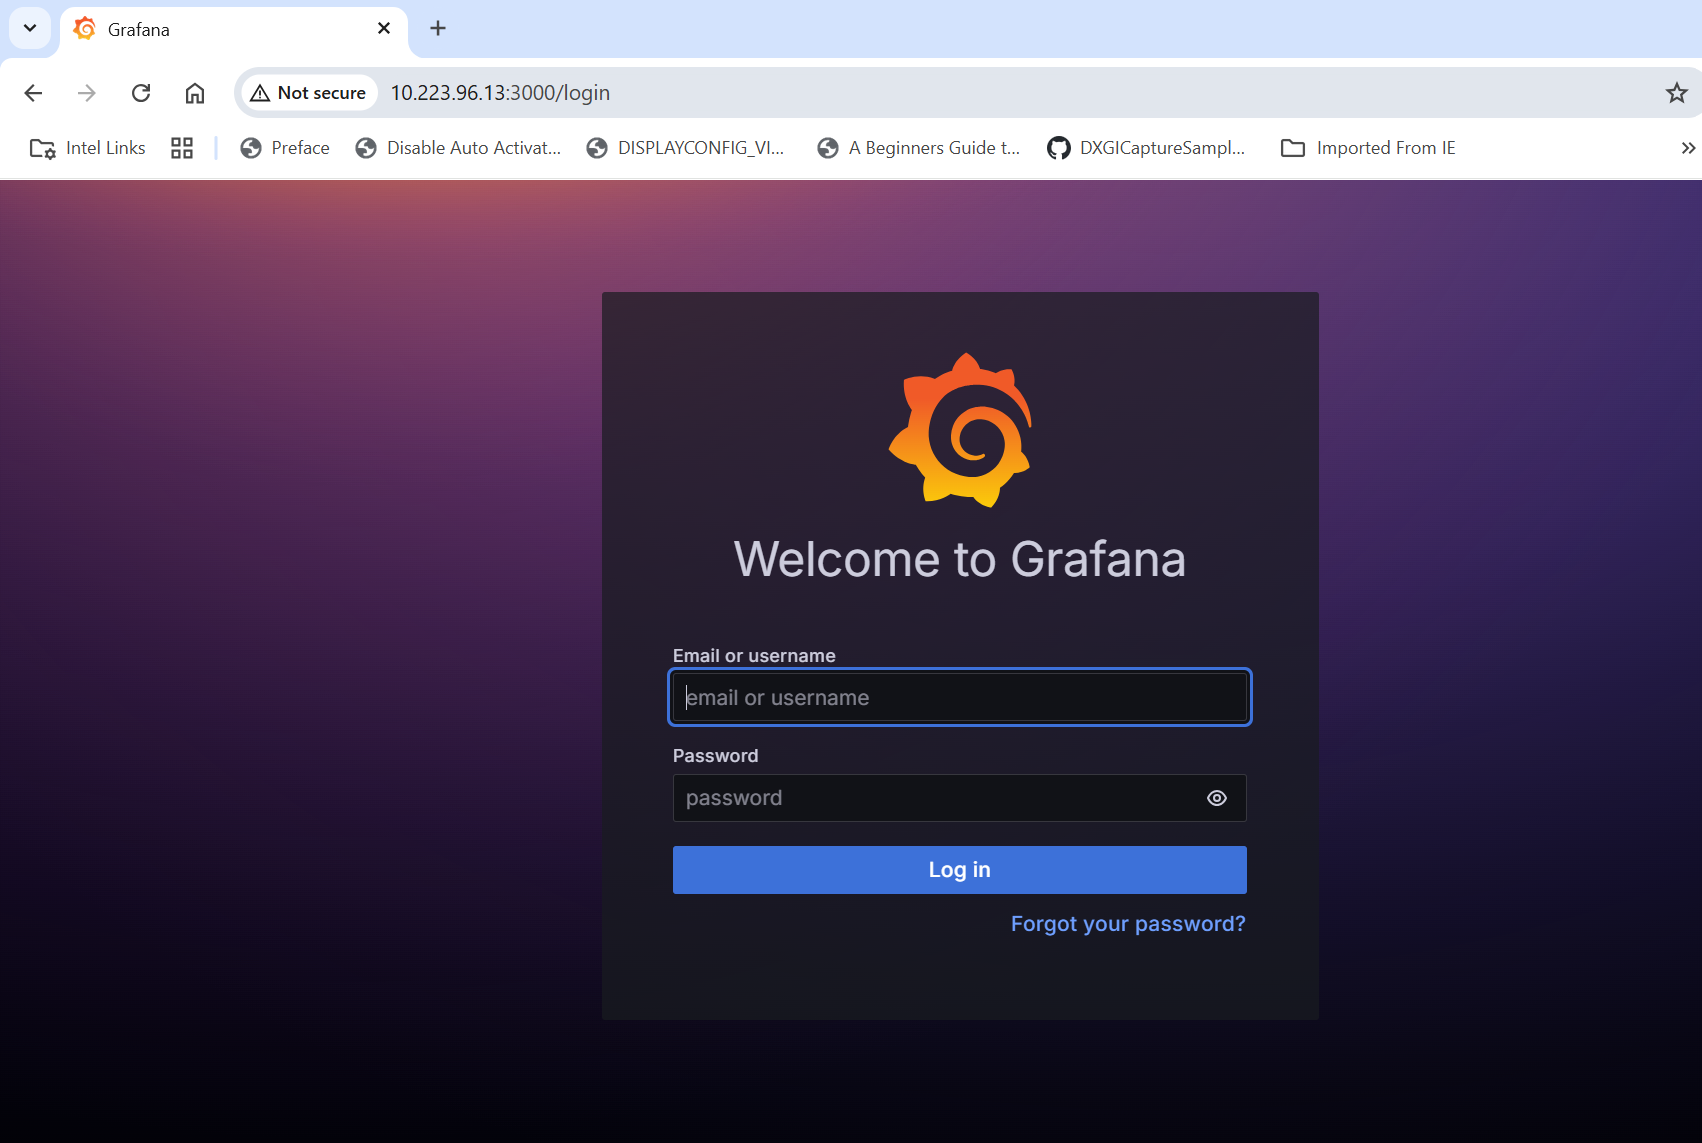 Grafana
Not secure 10.223.96.13:3000/login
Intel Links Preface Disable Auto Activat... DISPLAYCONFIG_VI... A Beginners Guide t... DXGICaptureSampl... Imported From IE
Welcome to Grafana
Email or username
email or username
Password
password
Log in
Forgot your password?